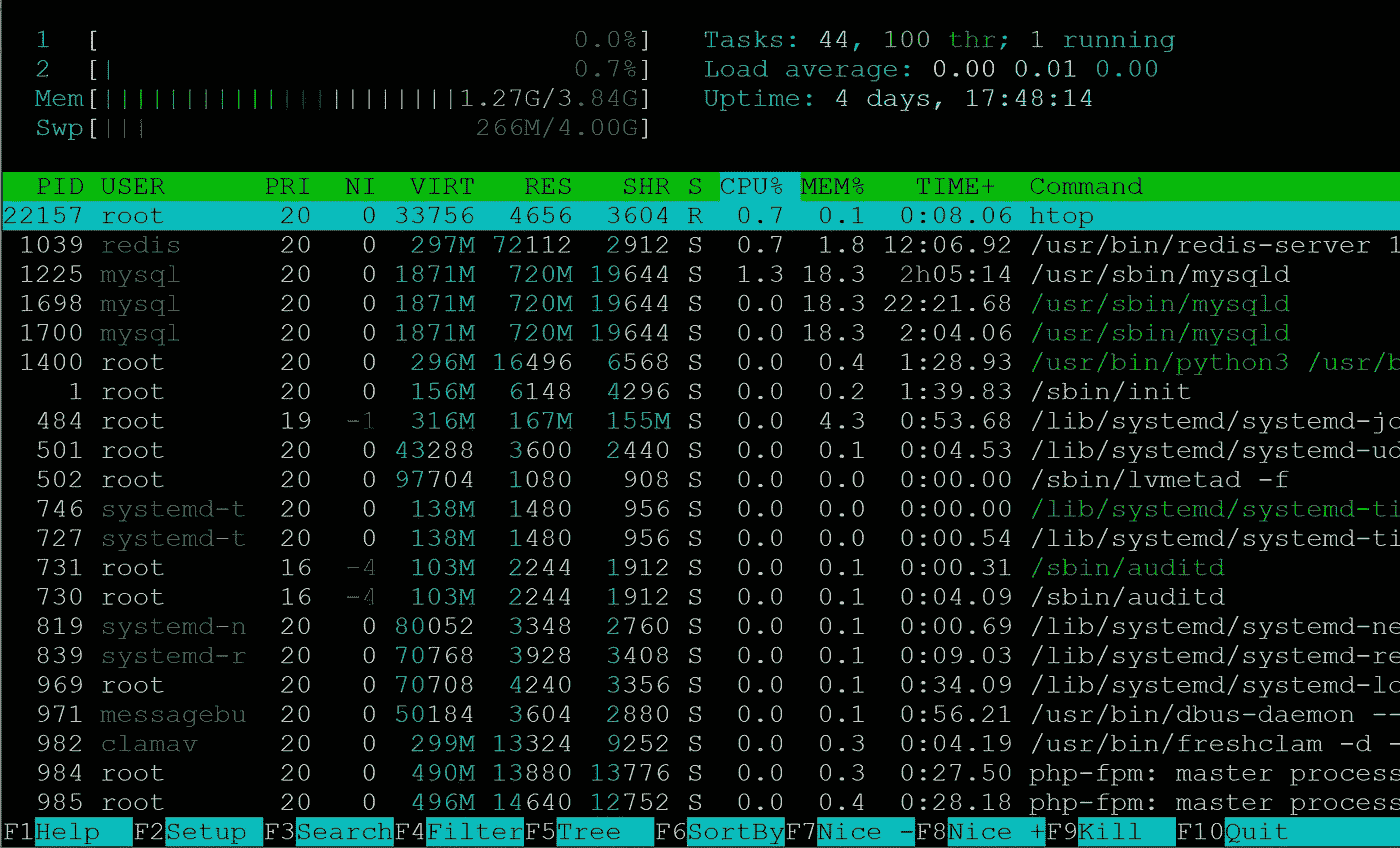 1 [ 0.0%] Tasks: 44, 100 thr; 1 running
2 [| 0.7%] Load average: 0.00 0.01 0.00
Mem[||||||||||||||||||||||1.27G/3.84G] Uptime: 4 days, 17:48:14
Swp[||| 266M/4.00G]
PID USER PRI NI VIRT RES SHR S CPU% MEM% TIME+ Command
22157 root 20 0 33756 4656 3604 R 0.7 0.1 0:08.06 htop
1039 redis 20 0 297M 72112 2912 S 0.7 1.8 12:06.92 /usr/bin/redis-server 1
1225 mysql 20 0 1871M 720M 19644 S 1.3 18.3 2h05:14 /usr/sbin/mysqld
1698 mysql 20 0 1871M 720M 19644 S 0.0 18.3 22:21.68 /usr/sbin/mysqld
1700 mysql 20 0 1871M 720M 19644 S 0.0 18.3 2:04.06 /usr/sbin/mysqld
1400 root 20 0 296M 16496 6568 S 0.0 0.4 1:28.93 /usr/bin/python3 /usr/b
1 root 20 0 156M 6148 4296 S 0.0 0.2 1:39.83 /sbin/init
484 root 19 -1 316M 167M 155M S 0.0 4.3 0:53.68 /lib/systemd/systemd-jo
501 root 20 0 43288 3600 2440 S 0.0 0.1 0:04.53 /lib/systemd/systemd-ud
502 root 20 0 97704 1080 908 S 0.0 0.0 0:00.00 /sbin/lvmetad -f
746 systemd-t 20 0 138M 1480 956 S 0.0 0.0 0:00.00 /lib/systemd/systemd-ti
727 systemd-t 20 0 138M 1480 956 S 0.0 0.0 0:00.54 /lib/systemd/systemd-ti
731 root 16 -4 103M 2244 1912 S 0.0 0.1 0:00.31 /sbin/auditd
730 root 16 -4 103M 2244 1912 S 0.0 0.1 0:04.09 /sbin/auditd
819 systemd-n 20 0 80052 3348 2760 S 0.0 0.1 0:00.69 /lib/systemd/systemd-ne
839 systemd-r 20 0 70768 3928 3408 S 0.0 0.1 0:09.03 /lib/systemd/systemd-re
969 root 20 0 70708 4240 3356 S 0.0 0.1 0:34.09 /lib/systemd/systemd-lo
971 messagebu 20 0 50184 3604 2880 S 0.0 0.1 0:56.21 /usr/bin/dbus-daemon --
982 clamav 20 0 299M 13324 9252 S 0.0 0.3 0:04.19 /usr/bin/freshclam -d -
984 root 20 0 490M 13880 13776 S 0.0 0.3 0:27.50 php-fpm: master process
985 root 20 0 496M 14640 12752 S 0.0 0.4 0:28.18 php-fpm: master process
F1Help F2Setup F3SearchF4FilterF5Tree F6SortByF7Nice -F8Nice +F9Kill F10Quit